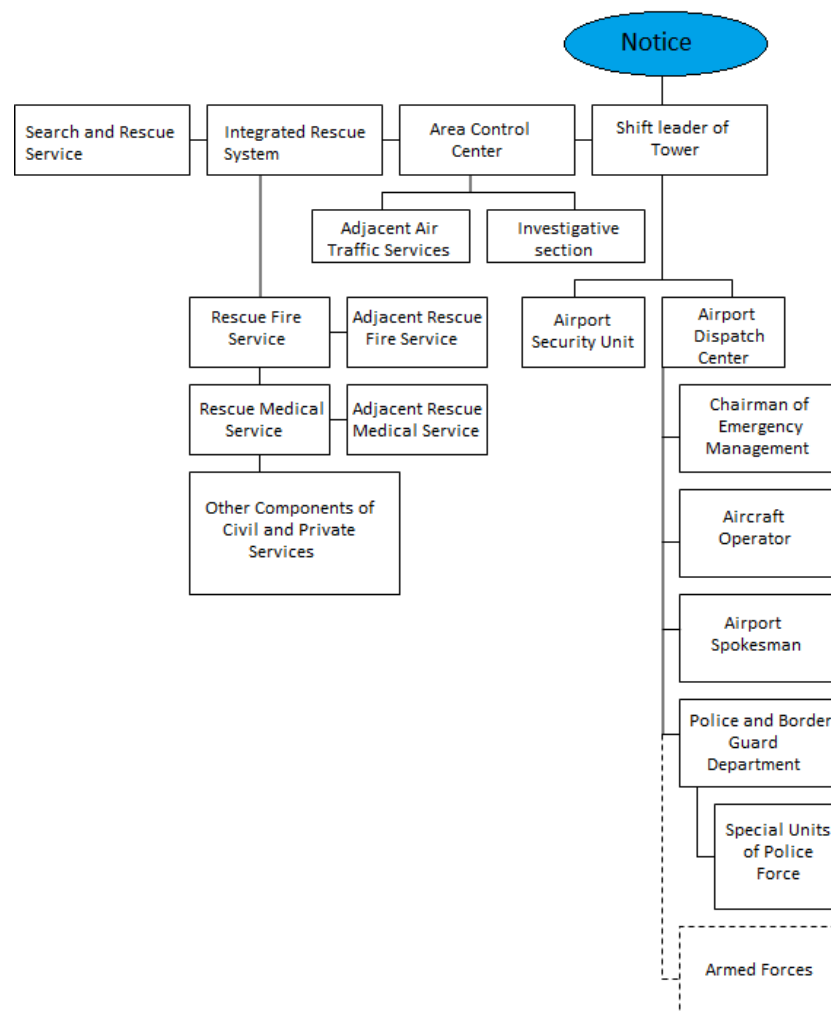 Notice
Search and Rescue
Service
Integrated Rescue
System
Area Control
Center
Shift leader of
Tower
Adjacent Air
Traffic Services
Investigative
section
Rescue Fire
Service
Adjacent Rescue
Fire Service
Airport
Security Unit
Airport
Dispatch
Center
Rescue Medical
Service
Adjacent Rescue
Medical Service
Chairman of
Emergency
Management
Other Components of
Civil and Private
Services
Aircraft
Operator
Airport
Spokesman
Police and Border
Guard
Department
Special Units
of Police
Force
Armed Forces